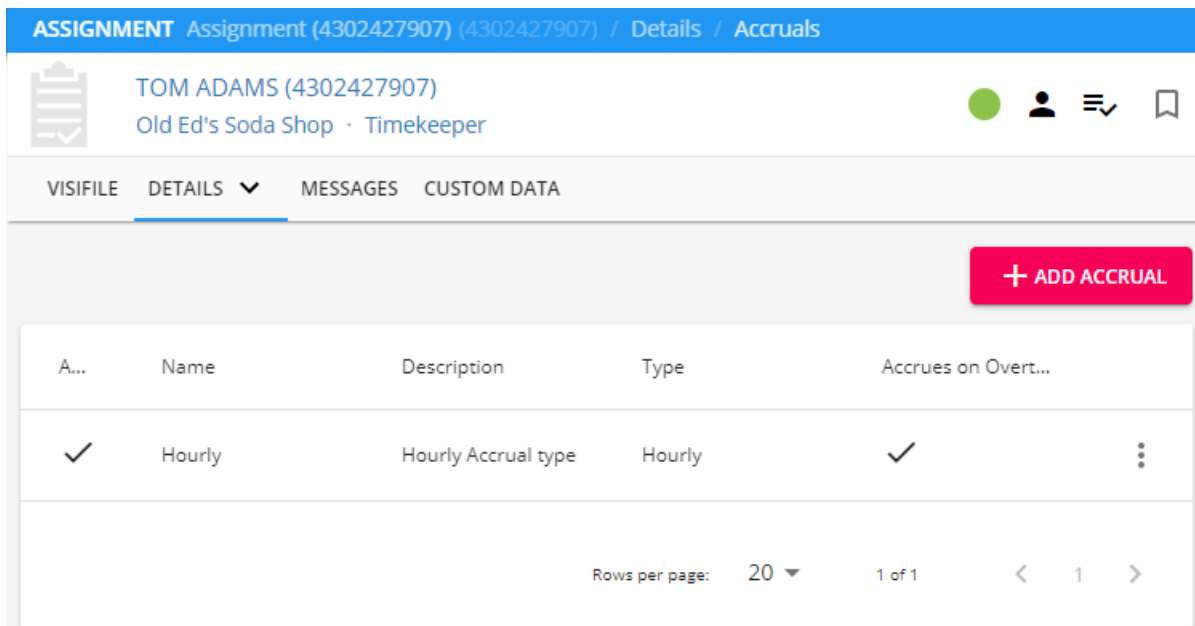 ASSIGNMENT Assignment (4302427907) (4302427907) / Details / Accruals
TOM ADAMS (4302427907)
Old Ed's Soda Shop · Timekeeper
VISIFILE DETAILS MESSAGES CUSTOM DATA
+ ADD ACCRUAL
A... Name Description Type Accrues on Overt...
Hourly Hourly Accrual type Hourly
Rows per page: 20 1 of 1 < 1 >